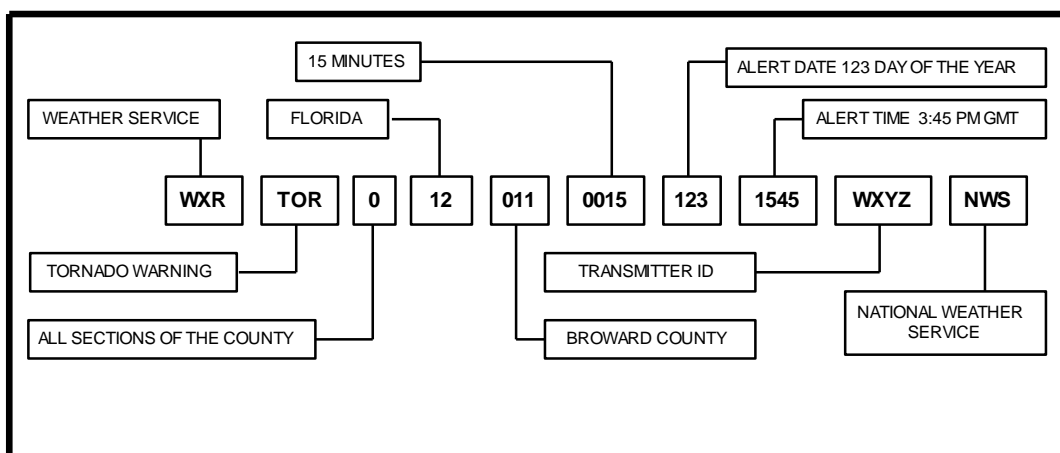 15 MINUTES
ALERT DATE 123 DAY OF THE YEAR
WEATHER SERVICE
FLORIDA
ALERT TIME 3:45 PM GMT
WXR TOR 0 12 011 0015 123 1545 WXYZ NWS
TORNADO WARNING
TRANSMITTER ID
ALL SECTIONS OF THE COUNTY
BROWARD COUNTY
NATIONAL WEATHER
SERVICE